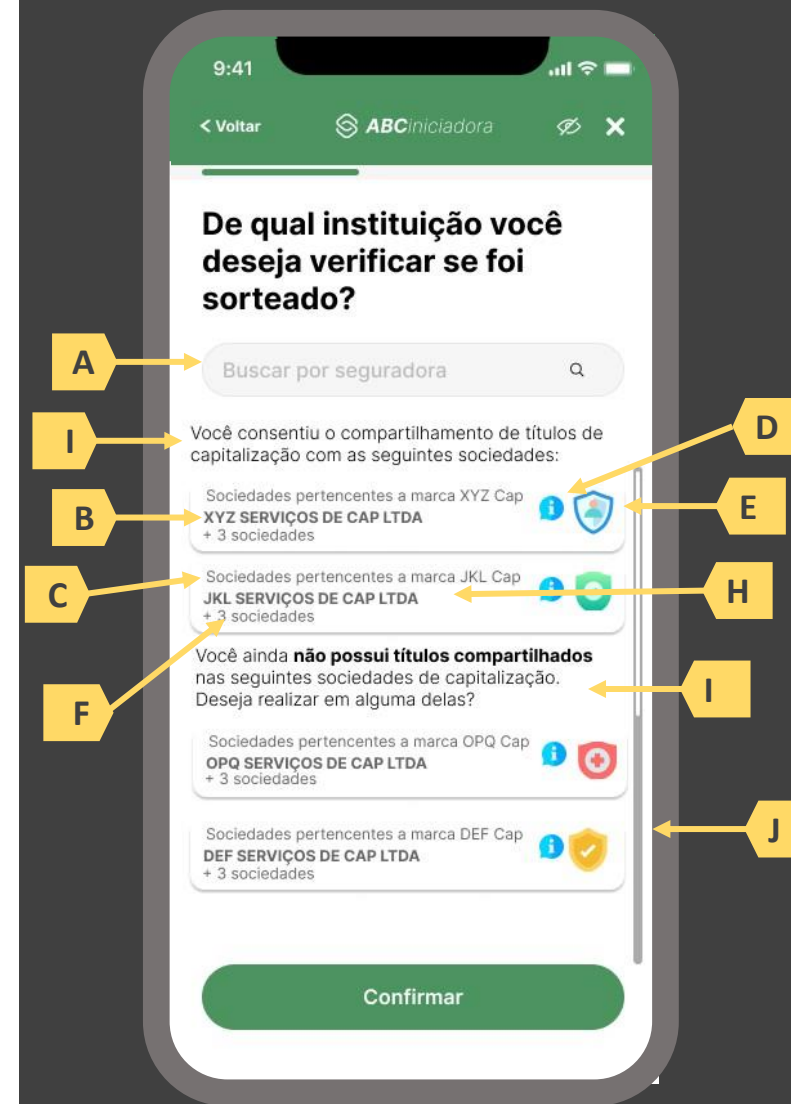 9:41
Voltar
ABCiniciadora
De qual instituição você
deseja verificar se foi
sorteado?
A
Buscar por seguradora
I
Você consentiu o compartilhamento de títulos de
capitalização com as seguintes sociedades:
D
Sociedades pertencentes a marca XYZ Cap
B
XYZ SERVIÇOS DE CAP LTDA
+ 3 sociedades
i
E
Sociedades pertencentes a marca JKL Cap
C
JKL SERVIÇOS DE CAP LTDA
+ 3 sociedades
i
H
F
Você ainda não possui títulos compartilhados
nas seguintes sociedades de capitalização.
Deseja realizar em alguma delas?
I
Sociedades pertencentes a marca OPQ Cap
OPQ SERVIÇOS DE CAP LTDA
+ 3 sociedades
i
Sociedades pertencentes a marca DEF Cap
DEF SERVIÇOS DE CAP LTDA
+ 3 sociedades
i
J
Confirmar